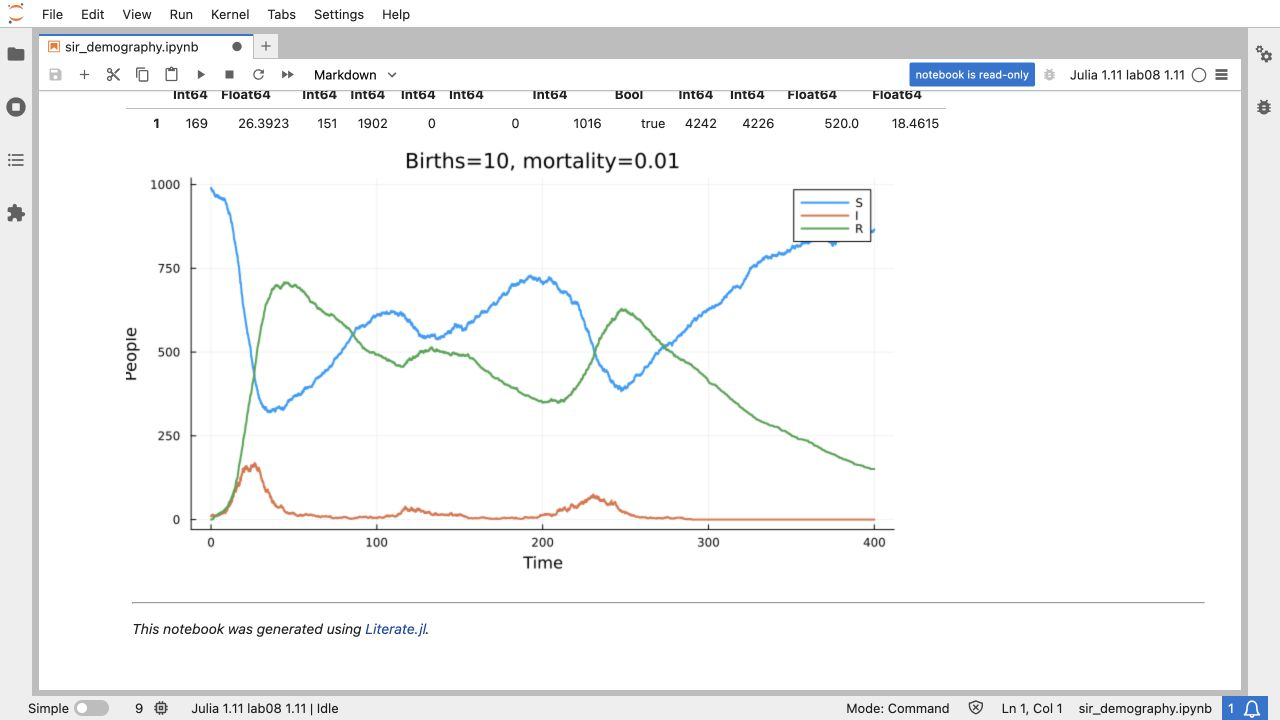 File Edit View Run Kernel Tabs Settings Help
sir_demography.ipynb
Markdown
notebook is read-only
Julia 1.11 lab08 1.11
Int64 Float64 Int64 Int64 Int64 Int64 Int64 Bool Int64 Int64 Float64 Float64
1 169 26.3923 151 1902 0 0 1016 true 4242 4226 520.0 18.4615
Births=10, mortality=0.01
1000
750
500
250
0
People
S
I
R
0 100 200 300 400
Time
This notebook was generated using Literate.jl.
Simple 9 Julia 1.11 lab08 1.11 | Idle Mode: Command Ln 1, Col 1 sir_demography.ipynb 1